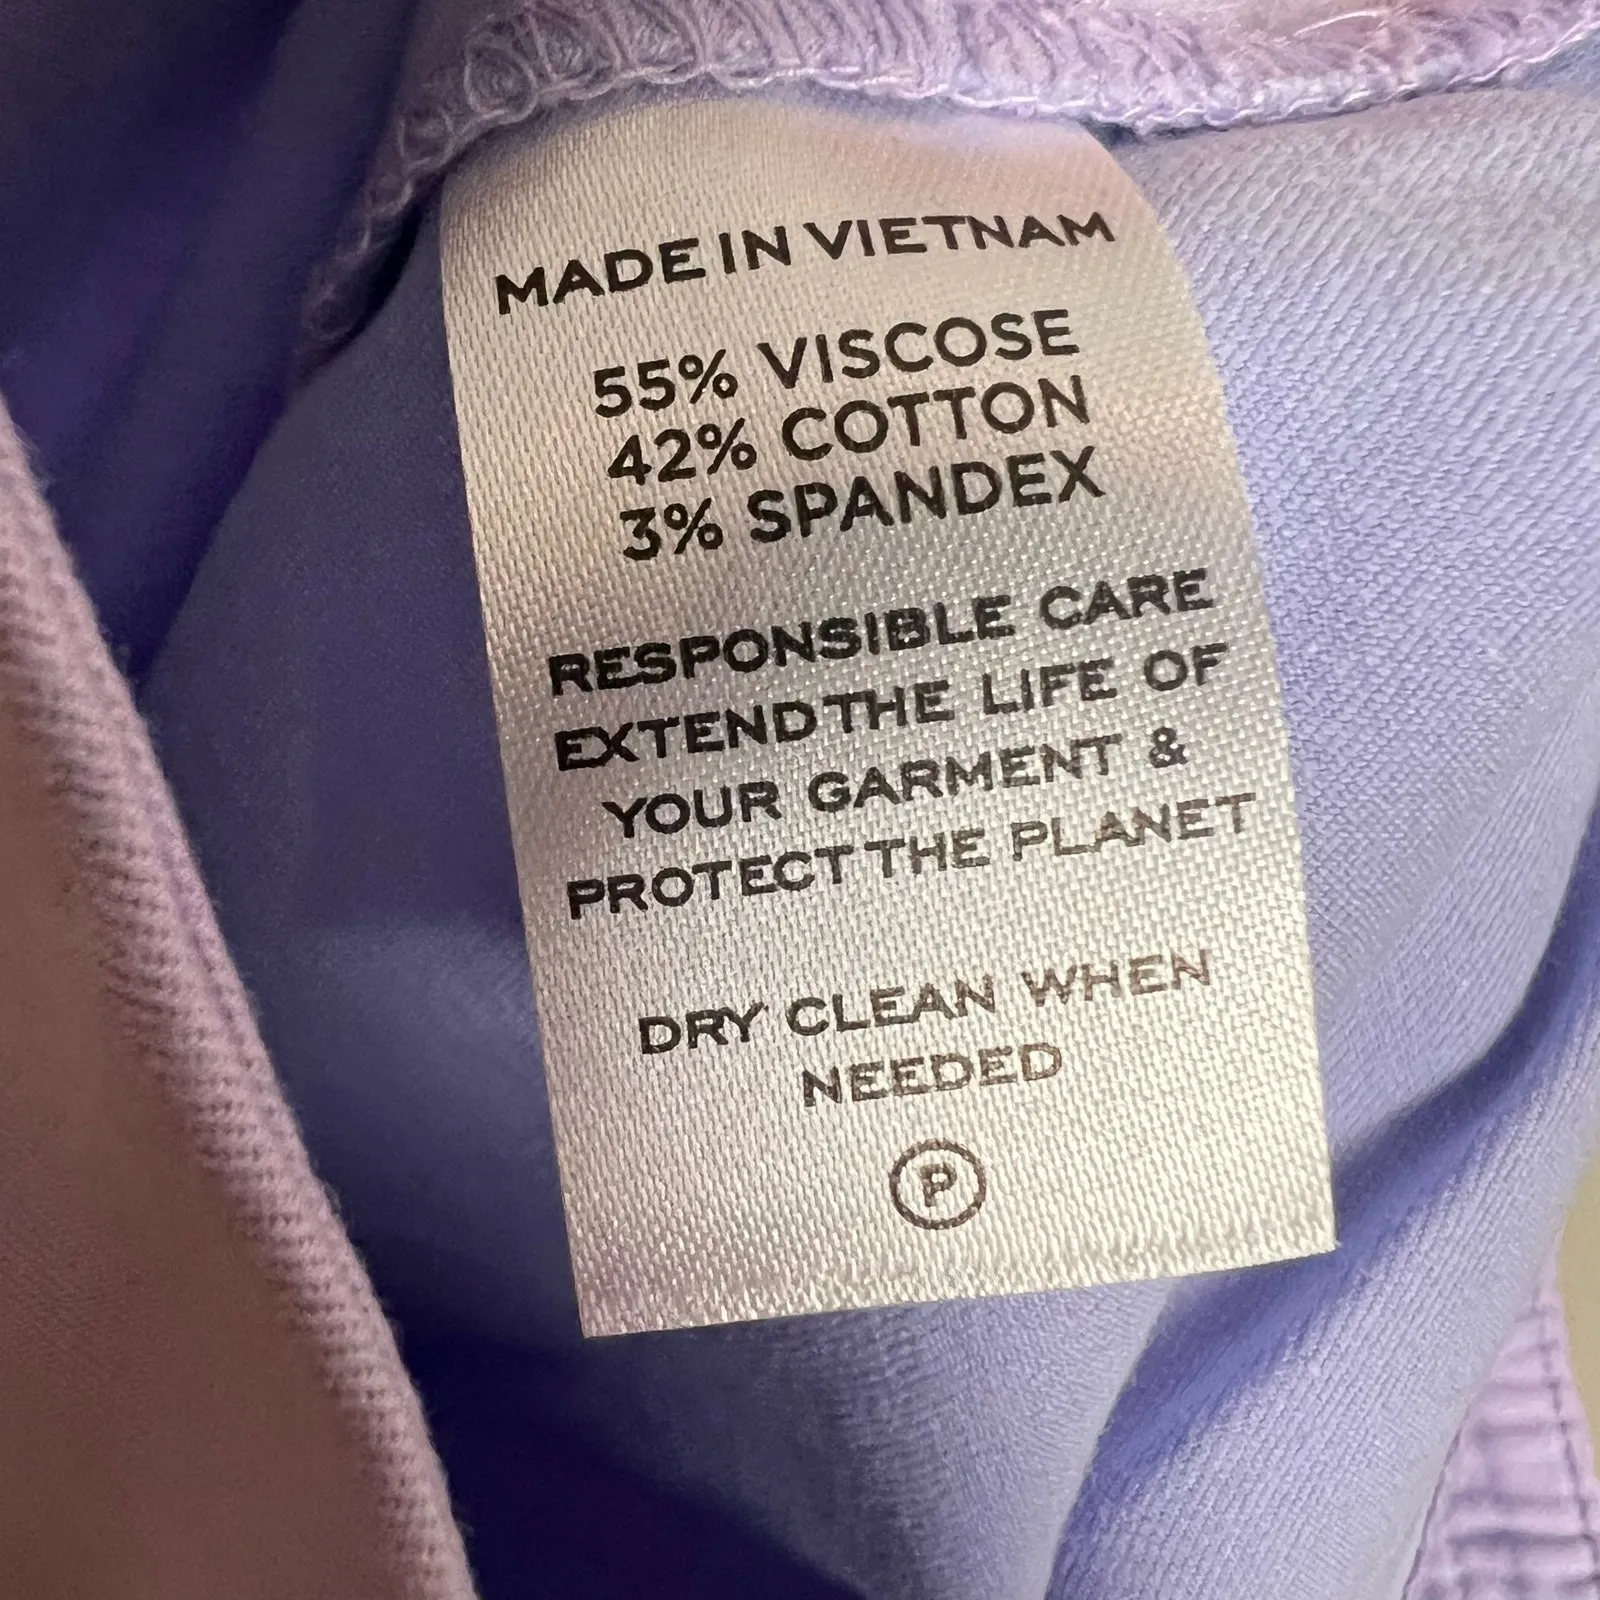 MADE IN VIETNAM
55% VISCOSE
42% COTTON
3% SPANDEX
RESPONSIBLE CARE
EXTEND THE LIFE OF
YOUR GARMENT &
PROTECT THE PLANET
DRY CLEAN WHEN
NEEDED
P